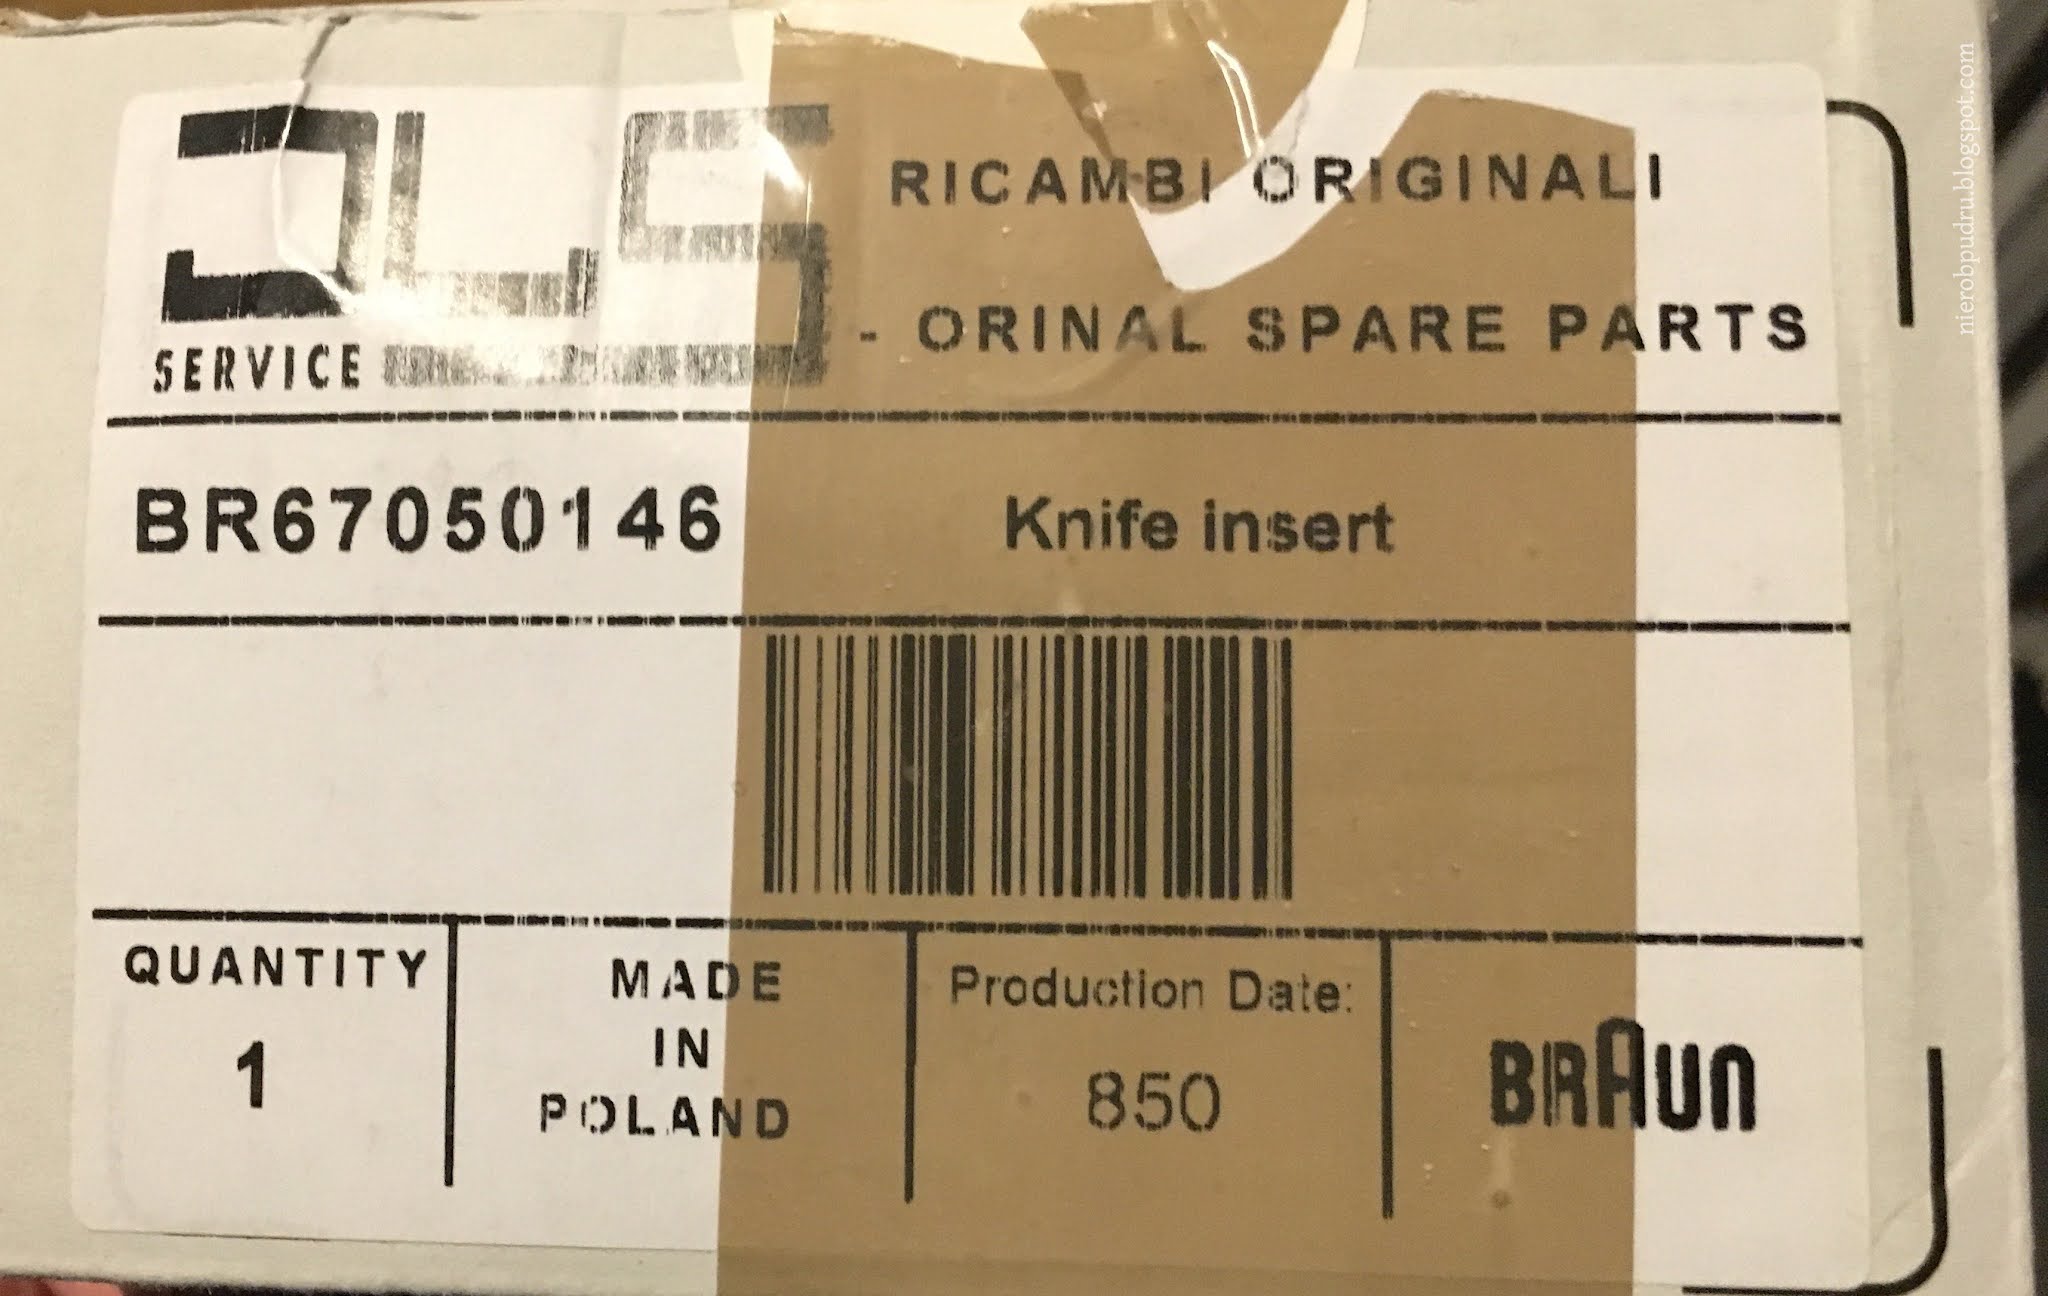 DLS
RICAMBI ORIGINALI
SERVICE
- ORINAL SPARE PARTS
BR67050146 Knife insert
QUANTITY
1
MADE
IN
POLAND
Production Date:
850
BRAUN
nierobpudru.blogspot.com